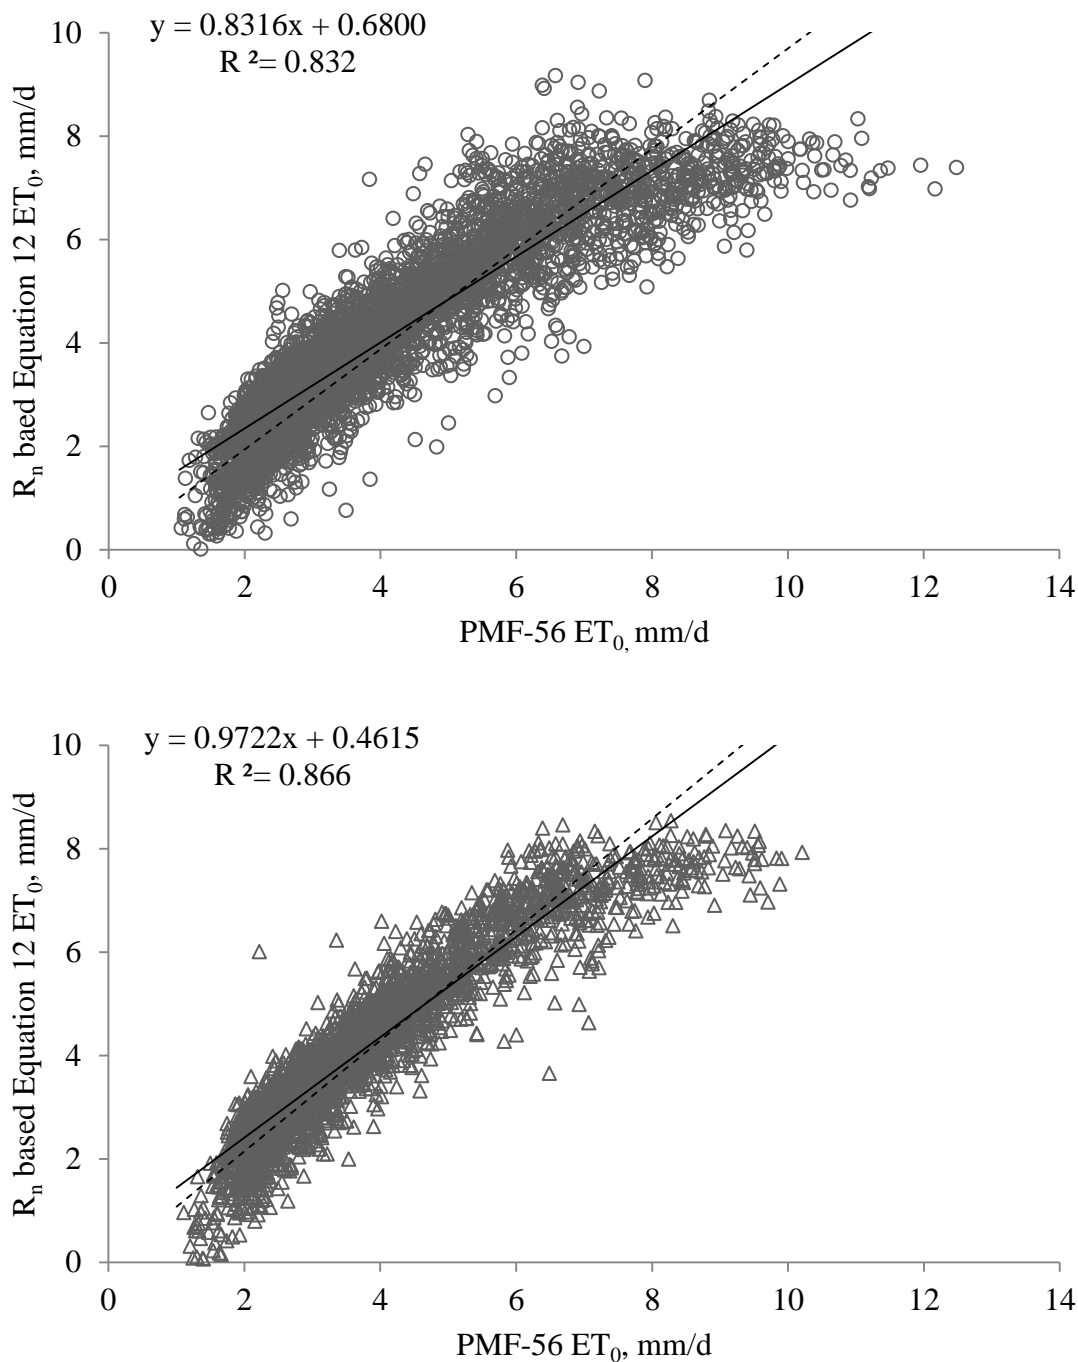 y = 0.8316x + 0.6800
R ²= 0.832
10
8
6
4
2
0
Rn baed Equation 12 ET0, mm/d
0 2 4 6 8 10 12 14
PMF-56 ET0, mm/d
y = 0.9722x + 0.4615
R ²= 0.866
10
8
6
4
2
0
Rn based Equation 12 ET0, mm/d
0 2 4 6 8 10 12 14
PMF-56 ET0, mm/d